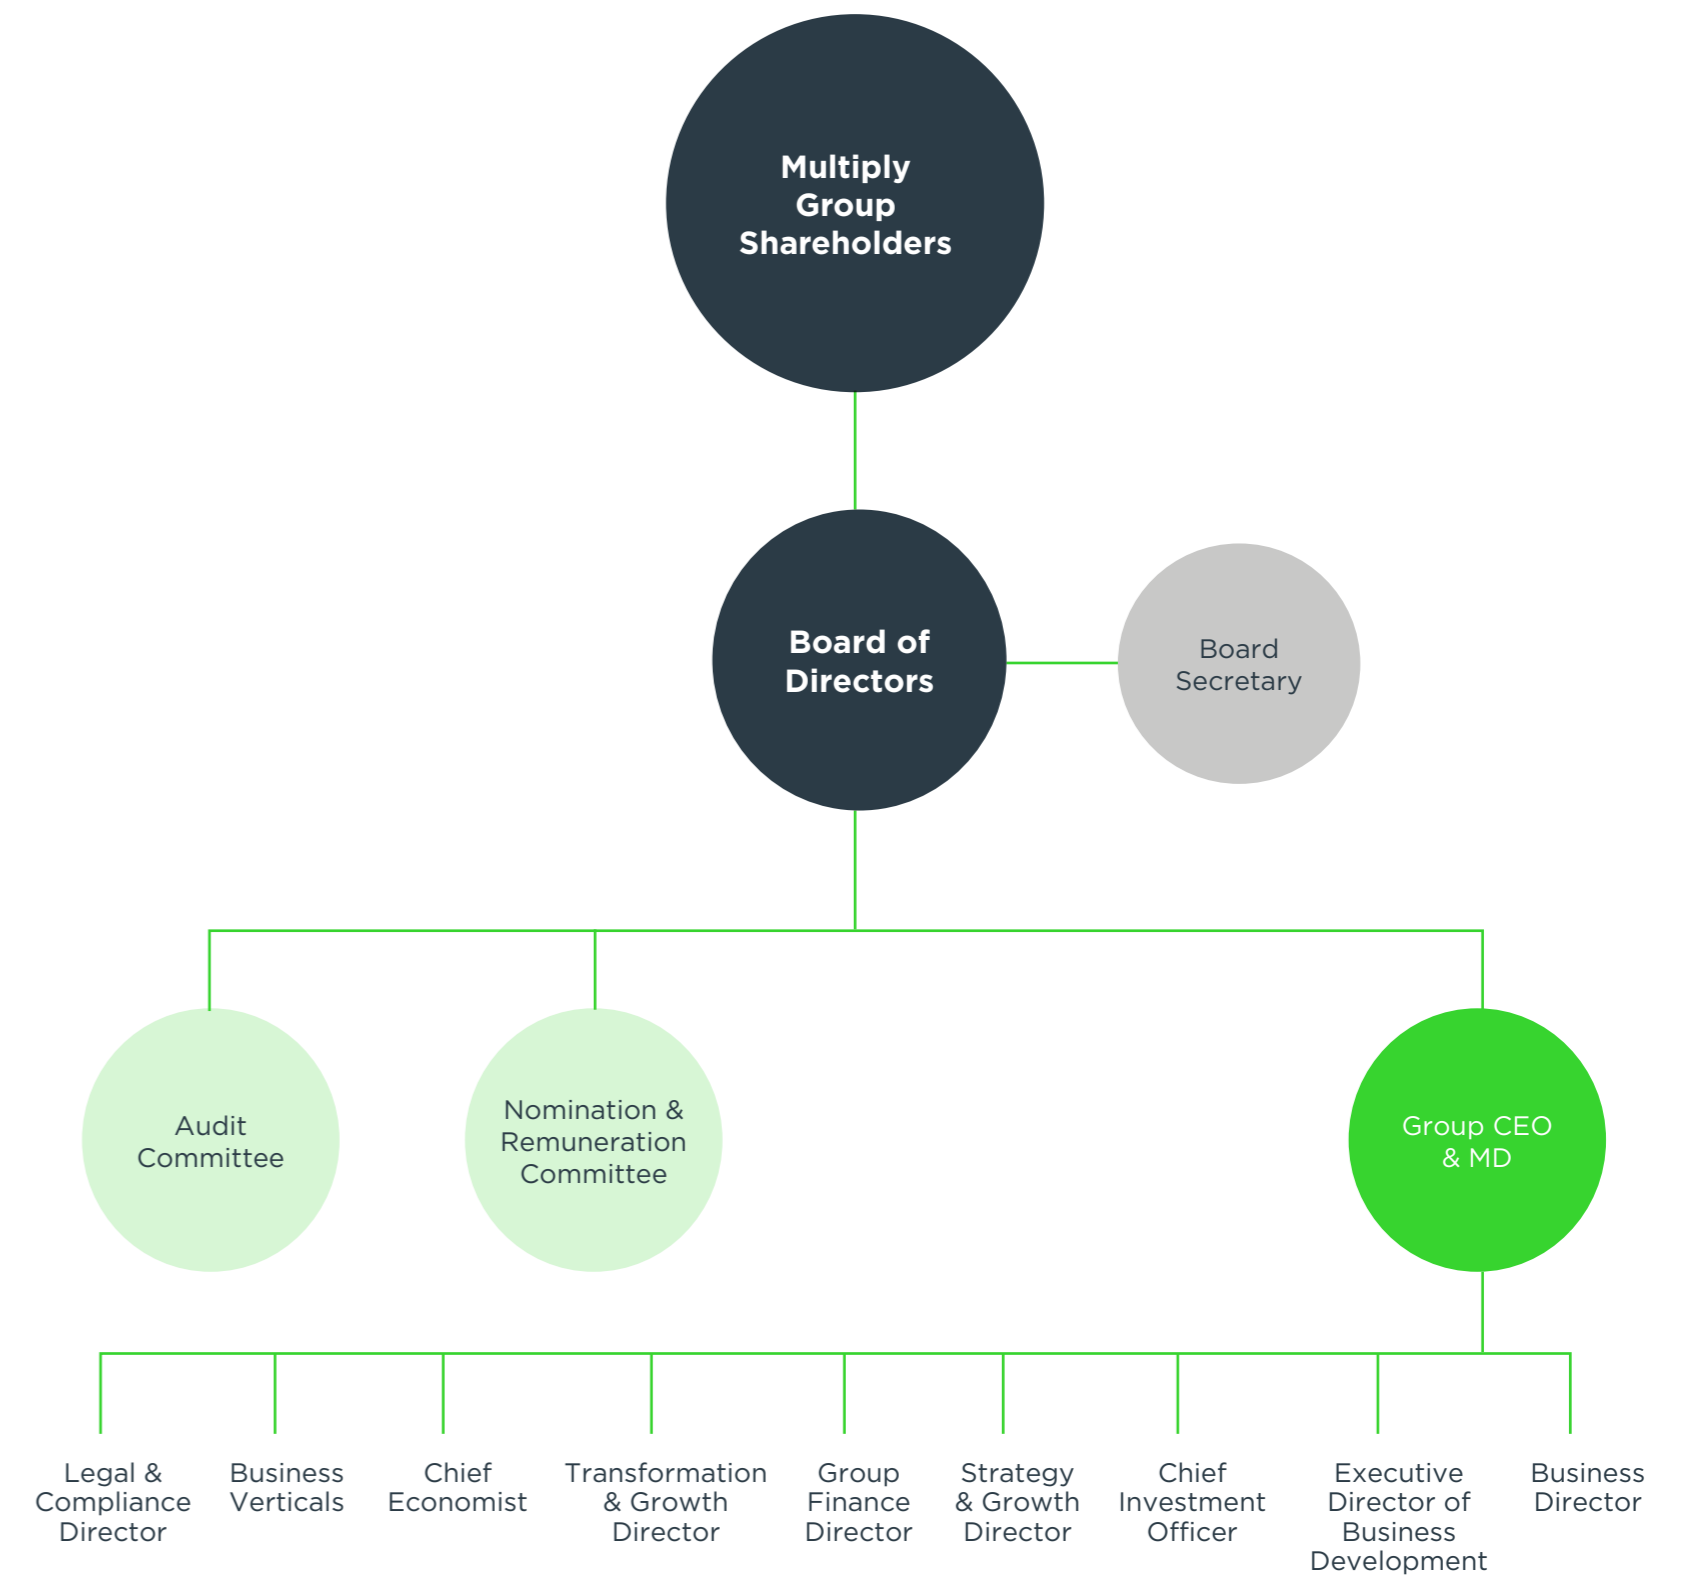 Multiply
Group
Shareholders
Board of
Directors
Board
Secretary
Audit
Committee
Nomination &
Remuneration
Committee
Group CEO
& MD
Legal &
Compliance
Director
Business
Verticals
Chief
Economist
Transformation
& Growth
Director
Group
Finance
Director
Strategy
& Growth
Director
Chief
Investment
Officer
Executive
Director of
Business
Development
Business
Director